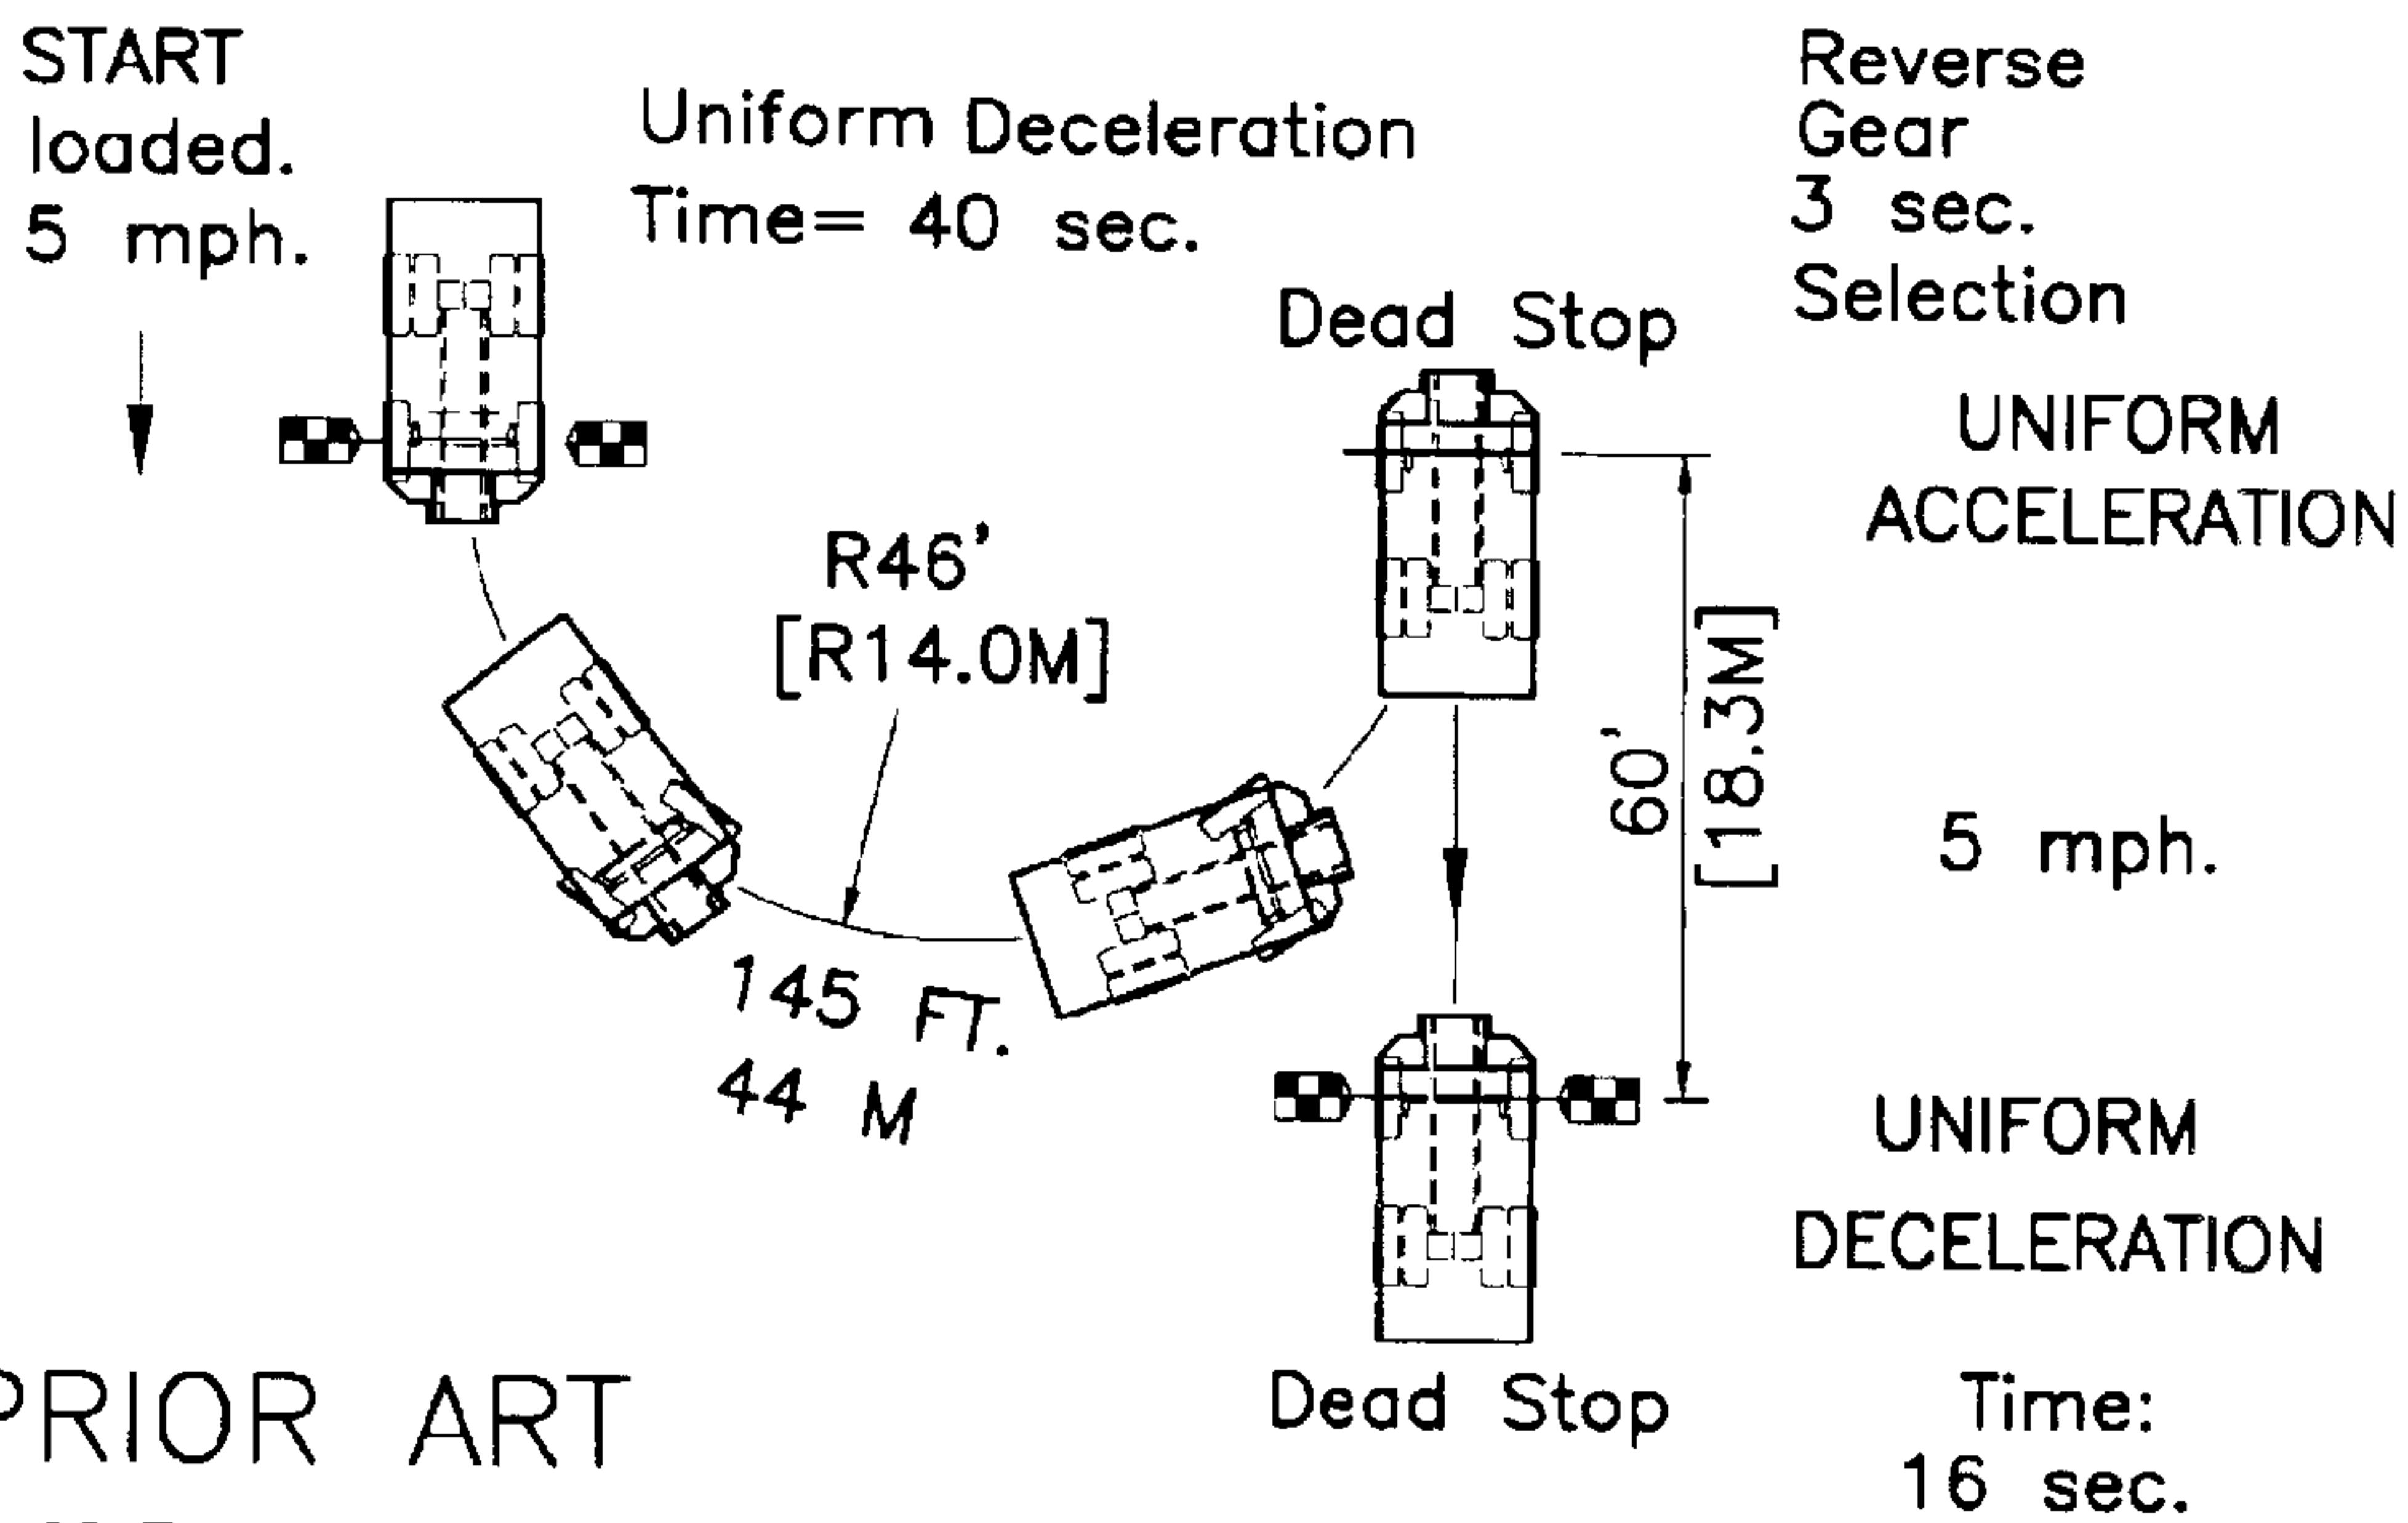 START
loaded.
5 mph.
Uniform Deceleration
Time= 40 sec.
Reverse
Gear
3 sec.
Selection
Dead Stop
UNIFORM
ACCELERATION
R46'
[R14.0M]
60'
[18.3M]
5 mph.
145 FT.
44 M
UNIFORM
DECELERATION
Dead Stop
Time:
16 sec.
PRIOR ART